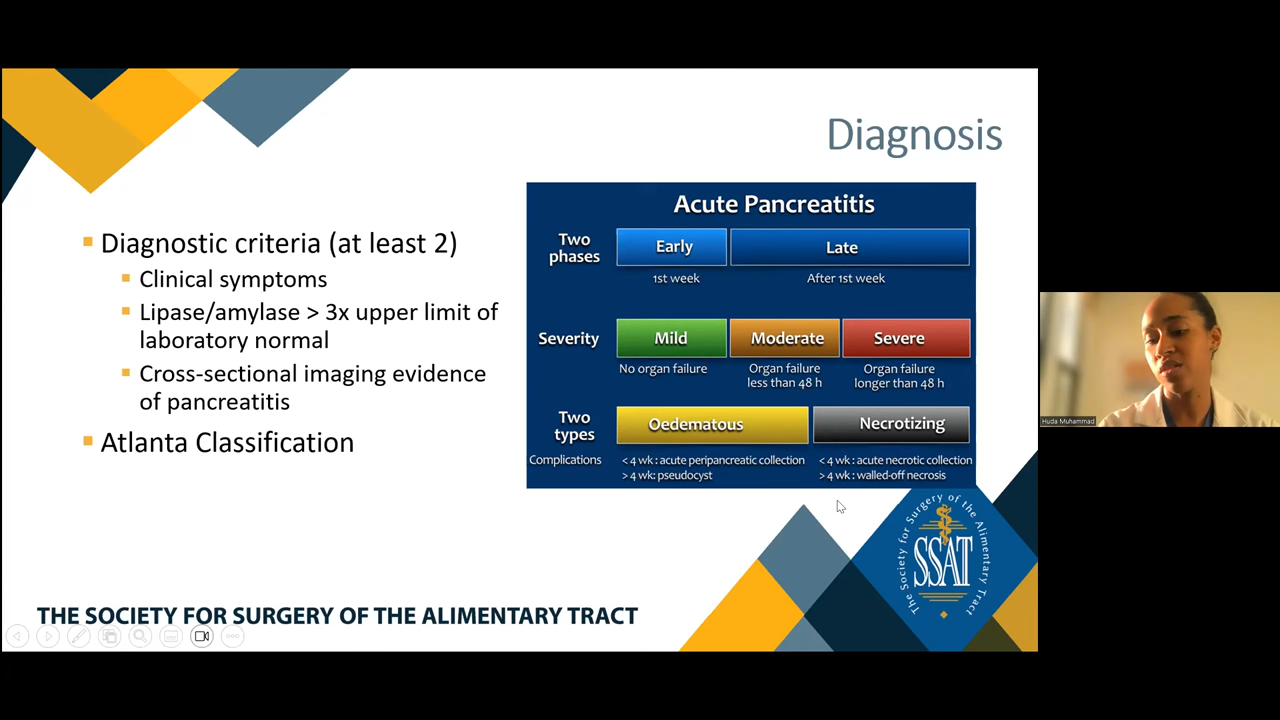 Diagnosis
Diagnostic criteria (at least 2)
Clinical symptoms
Lipase/amylase > 3x upper limit of
laboratory normal
Cross-sectional imaging evidence
of pancreatitis
Atlanta Classification
Acute Pancreatitis
Two
phases
Early
Late
1st week
After 1st week
Severity
Mild
Moderate
Severe
No organ failure
Organ failure
less than 48 h
Organ failure
longer than 48 h
Two
types
Oedematous
Necrotizing
Complications
< 4 wk : acute peripancreatic collection
> 4 wk: pseudocyst
< 4 wk : acute necrotic collection
> 4 wk : walled-off necrosis
The Society for Surgery of the Alimentary Tract
SSAT
THE SOCIETY FOR SURGERY OF THE ALIMENTARY TRACT
Huda Muhammad